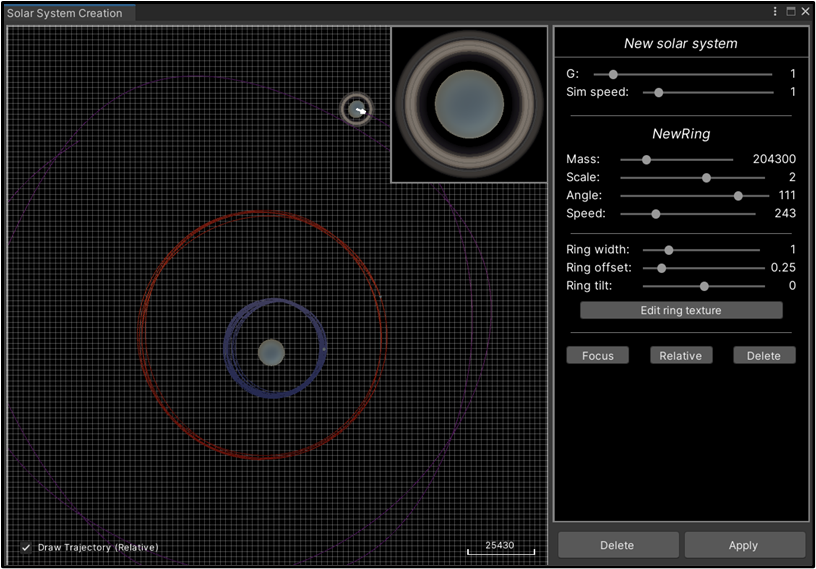 Solar System Creation
New solar system
G: 1
Sim speed: 1
NewRing
Mass: 204300
Scale: 2
Angle: 111
Speed: 243
Ring width: 1
Ring offset: 0.25
Ring tilt: 0
Edit ring texture
Focus Relative Delete
Draw Trajectory (Relative)
25430
Delete Apply